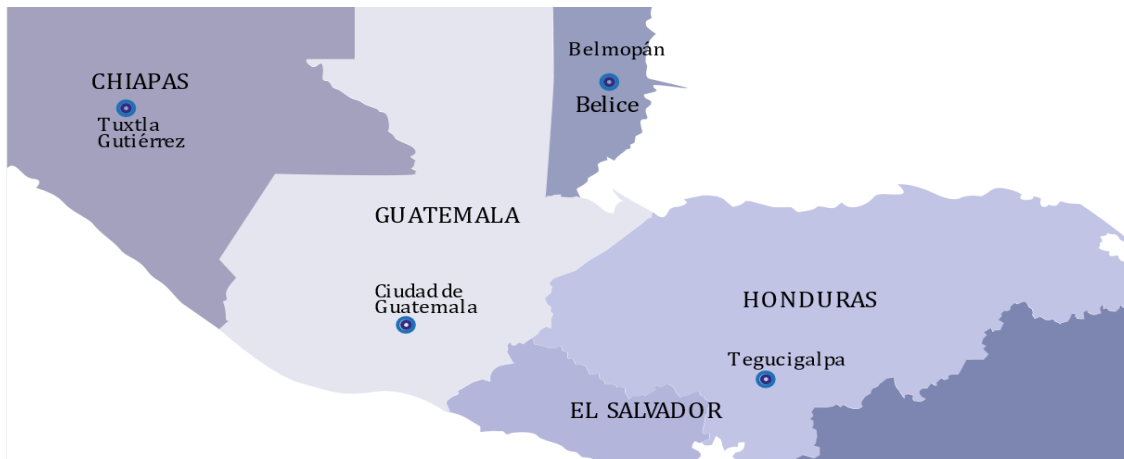 Belmopán
Belice
CHIAPAS
Tuxtla
Gutiérrez
GUATEMALA
Ciudad de
Guatemala
HONDURAS
Tegucigalpa
EL SALVADOR